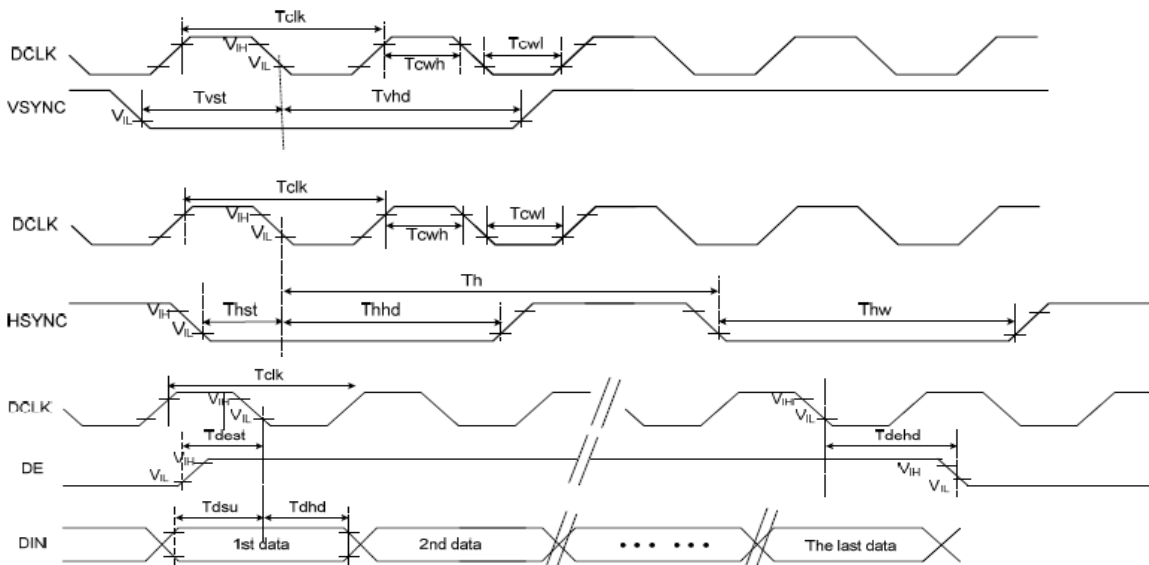 Tclk
DCLK VIH VIL Tcwh Tcwl
VSYNC VIL Tvst Tvhd
Tclk
DCLK VIH VIL Tcwh Tcwl
Th
HSYNC VIH VIL Thst Thhd Thw
Tclk
DCLK VIH VIL VIH VIL
Tdest Tdehd
DE VIH VIL VIH VIL
Tdsu Tdhd
DIN 1st data 2nd data • • • • • • The last data